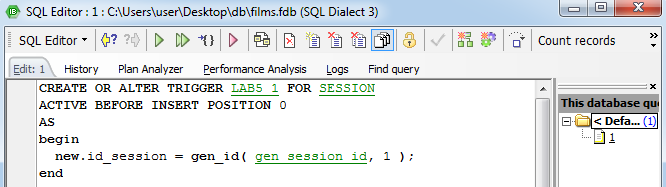 SQL Editor : 1 : C:\Users\user\Desktop\db\films.fdb (SQL Dialect 3)
SQL Editor Count records
Edit: 1 History Plan Analyzer Performance Analysis Logs Find query
CREATE OR ALTER TRIGGER LAB5_1 FOR SESSION
ACTIVE BEFORE INSERT POSITION 0
AS
begin
new.id_session = gen_id( gen_session_id, 1 );
end
This database que
< Defa... (1)
1